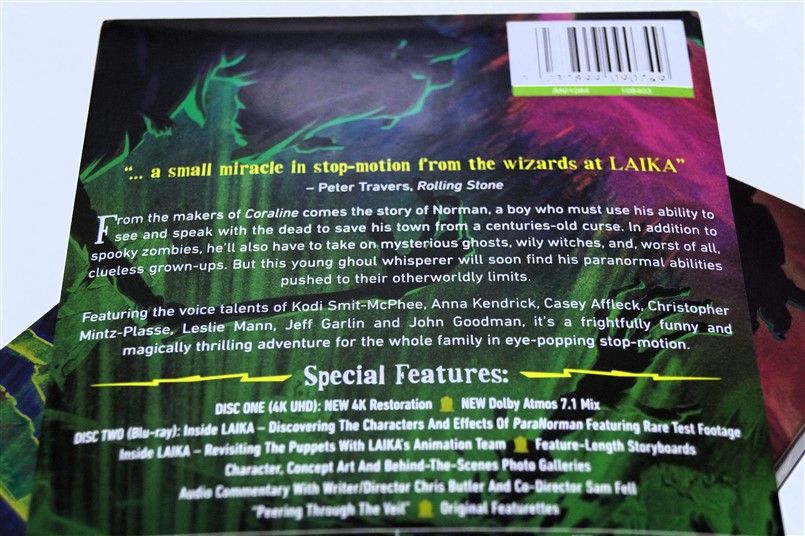 AN21084 108403
"... a small miracle in stop-motion from the wizards at LAIKA"
– Peter Travers, Rolling Stone
From the makers of Coraline comes the story of Norman, a boy who must use his ability to
see and speak with the dead to save his town from a centuries-old curse. In addition to
spooky zombies, he'll also have to take on mysterious ghosts, wily witches, and, worst of all,
clueless grown-ups. But this young ghoul whisperer will soon find his paranormal abilities
pushed to their otherworldly limits.
Featuring the voice talents of Kodi Smit-McPhee, Anna Kendrick, Casey Affleck, Christopher
Mintz-Plasse, Leslie Mann, Jeff Garlin and John Goodman, it's a frightfully funny and
magically thrilling adventure for the whole family in eye-popping stop-motion.
Special Features:
DISC ONE (4K UHD): NEW 4K Restoration NEW Dolby Atmos 7.1 Mix
DISC TWO (Blu-ray): Inside LAIKA – Discovering The Characters And Effects Of ParaNorman Featuring Rare Test Footage
Inside LAIKA – Revisiting The Puppets With LAIKA's Animation Team Feature-Length Storyboards
Character, Concept Art And Behind-The-Scenes Photo Galleries
Audio Commentary With Writer/Director Chris Butler And Co-Director Sam Fell
"Peering Through The Veil" Original Featurettes